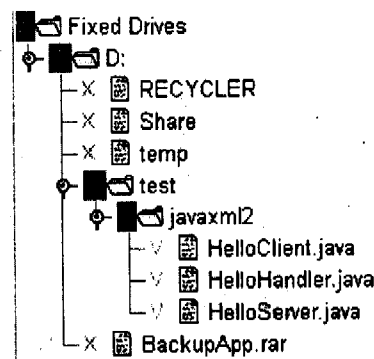 Fixed Drives
D:
X RECYCLER
X Share
X temp
test
javaxml2
V HelloClient.java
V HelloHandler.java
V HelloServer.java
X BackupApp.rar